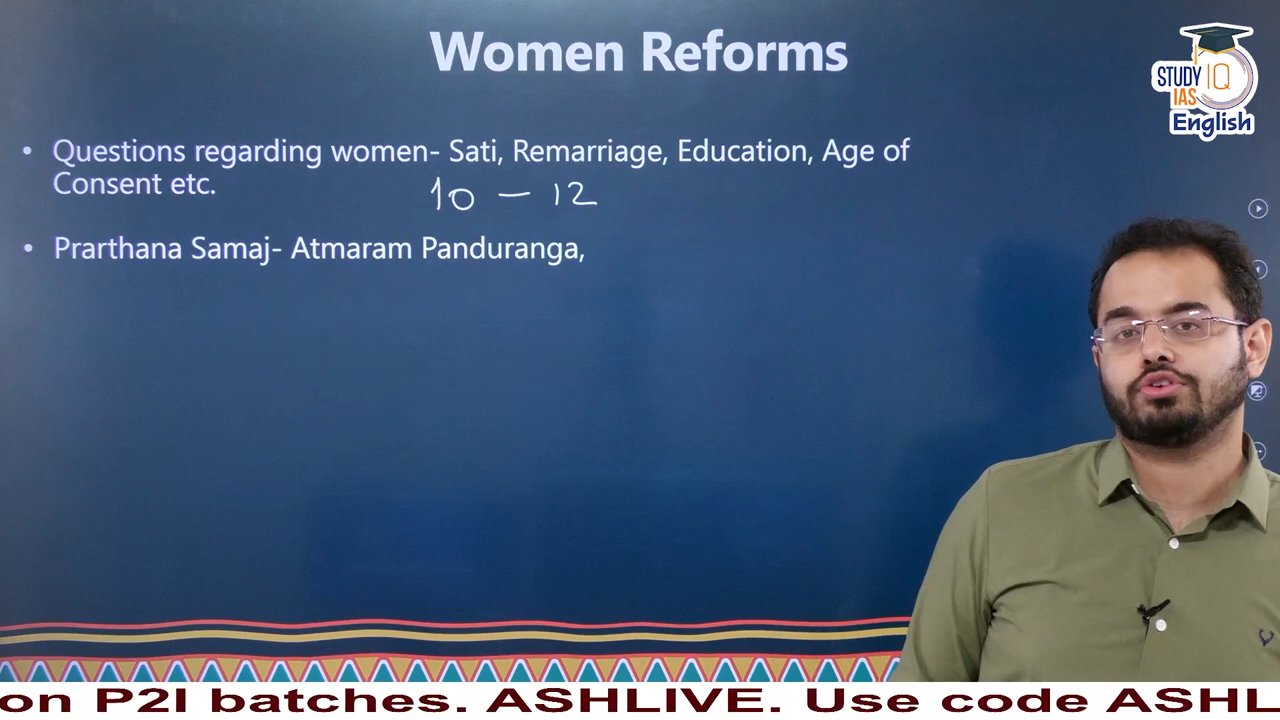 Women Reforms
STUDY IQ
IAS
English
• Questions regarding women- Sati, Remarriage, Education, Age of
Consent etc.
10 — 12
• Prarthana Samaj- Atmaram Panduranga,
on P2I batches. ASHLIVE. Use code ASHL